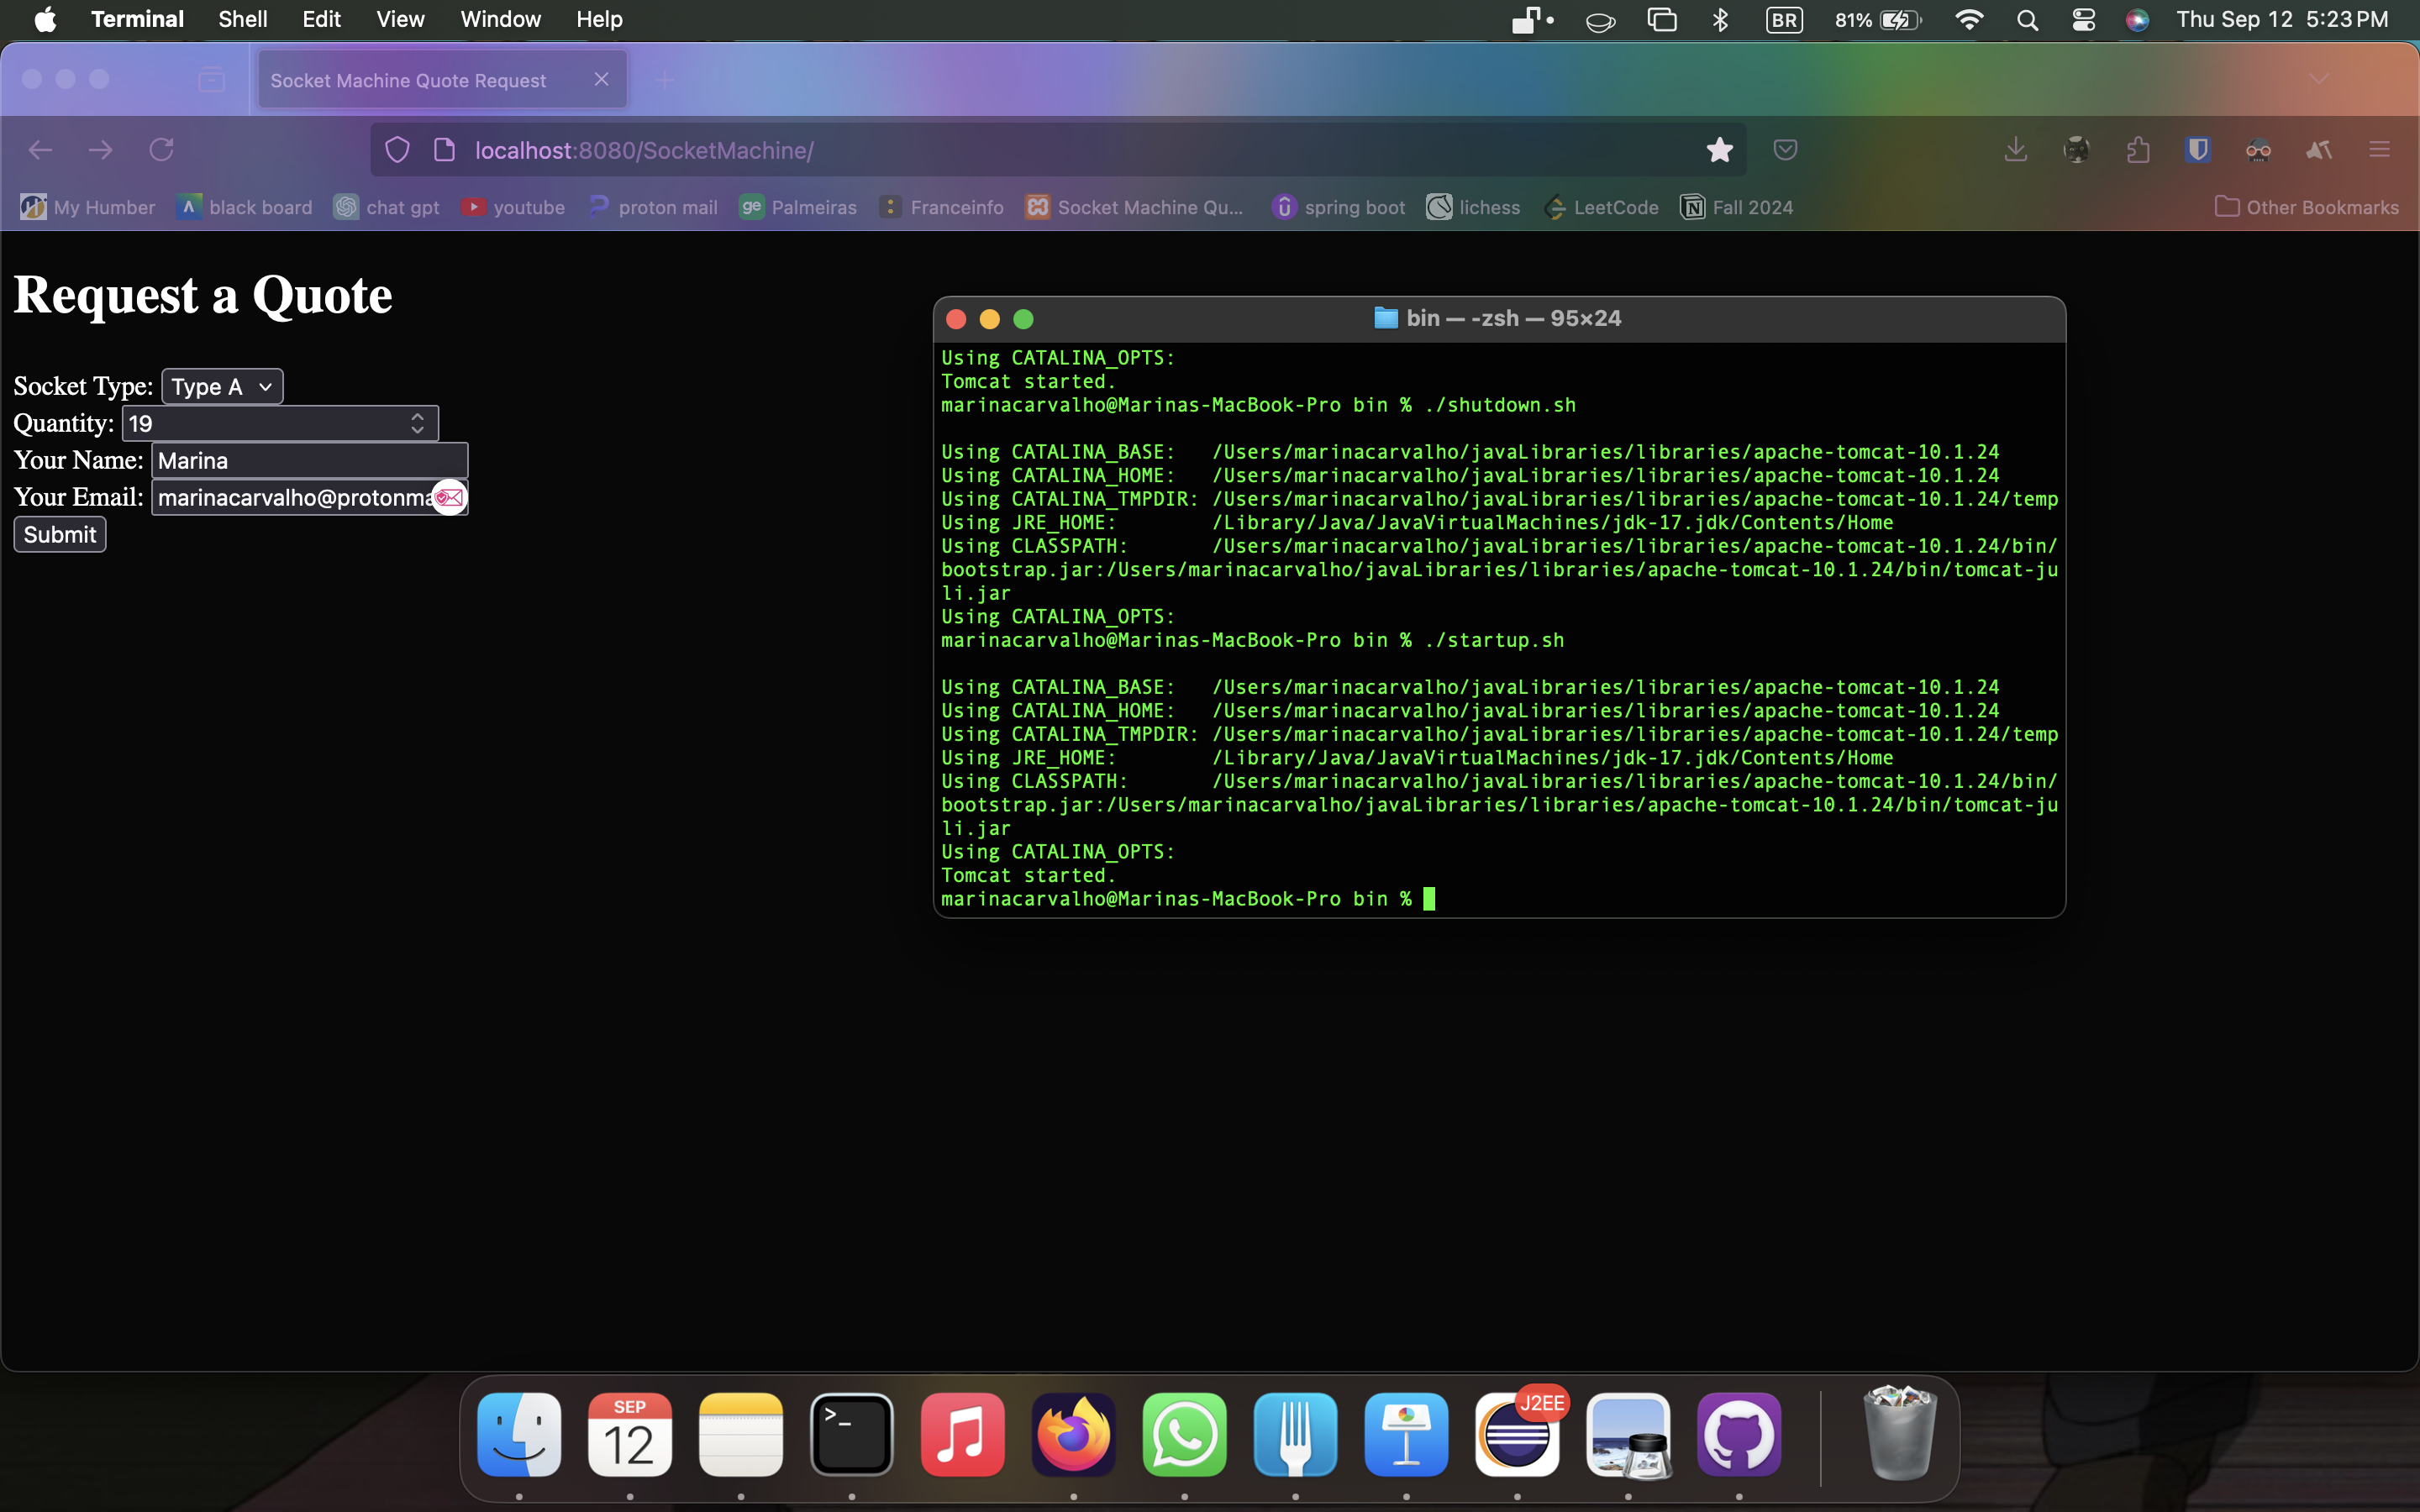 Terminal Shell Edit View Window Help BR 81% Thu Sep 12 5:23 PM
Socket Machine Quote Request
localhost:8080/SocketMachine/
My Humber black board chat gpt youtube proton mail ge Palmeiras Franceinfo Socket Machine Qu... spring boot lichess LeetCode Fall 2024 Other Bookmarks
Request a Quote
Socket Type: Type A
Quantity: 19
Your Name: Marina
Your Email: marinacarvalho@protonma
Submit
bin — -zsh — 95×24
Using CATALINA_OPTS:
Tomcat started.
marinacarvalho@Marinas-MacBook-Pro bin % ./shutdown.sh
Using CATALINA_BASE:   /Users/marinacarvalho/javaLibraries/libraries/apache-tomcat-10.1.24
Using CATALINA_HOME:   /Users/marinacarvalho/javaLibraries/libraries/apache-tomcat-10.1.24
Using CATALINA_TMPDIR: /Users/marinacarvalho/javaLibraries/libraries/apache-tomcat-10.1.24/temp
Using JRE_HOME:        /Library/Java/JavaVirtualMachines/jdk-17.jdk/Contents/Home
Using CLASSPATH:       /Users/marinacarvalho/javaLibraries/libraries/apache-tomcat-10.1.24/bin/
bootstrap.jar:/Users/marinacarvalho/javaLibraries/libraries/apache-tomcat-10.1.24/bin/tomcat-ju
li.jar
Using CATALINA_OPTS:
marinacarvalho@Marinas-MacBook-Pro bin % ./startup.sh
Using CATALINA_BASE:   /Users/marinacarvalho/javaLibraries/libraries/apache-tomcat-10.1.24
Using CATALINA_HOME:   /Users/marinacarvalho/javaLibraries/libraries/apache-tomcat-10.1.24
Using CATALINA_TMPDIR: /Users/marinacarvalho/javaLibraries/libraries/apache-tomcat-10.1.24/temp
Using JRE_HOME:        /Library/Java/JavaVirtualMachines/jdk-17.jdk/Contents/Home
Using CLASSPATH:       /Users/marinacarvalho/javaLibraries/libraries/apache-tomcat-10.1.24/bin/
bootstrap.jar:/Users/marinacarvalho/javaLibraries/libraries/apache-tomcat-10.1.24/bin/tomcat-ju
li.jar
Using CATALINA_OPTS:
Tomcat started.
marinacarvalho@Marinas-MacBook-Pro bin %
SEP
12
>_
J2EE